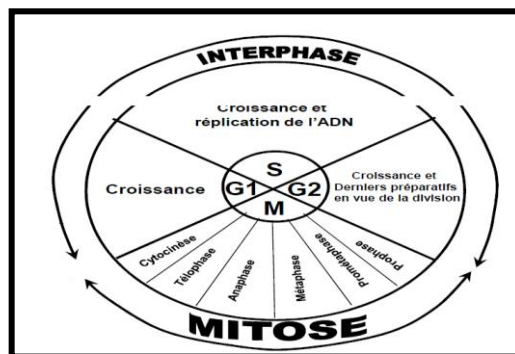 INTERPHASE
Croissance et
réplication de l'ADN
S
Croissance
G1
G2
Croissance et
Derniers préparatifs
en vue de la division
M
Cytocinèse
Télophase
Anaphase
Métaphase
Prométaphase
Prophase
MITOSE